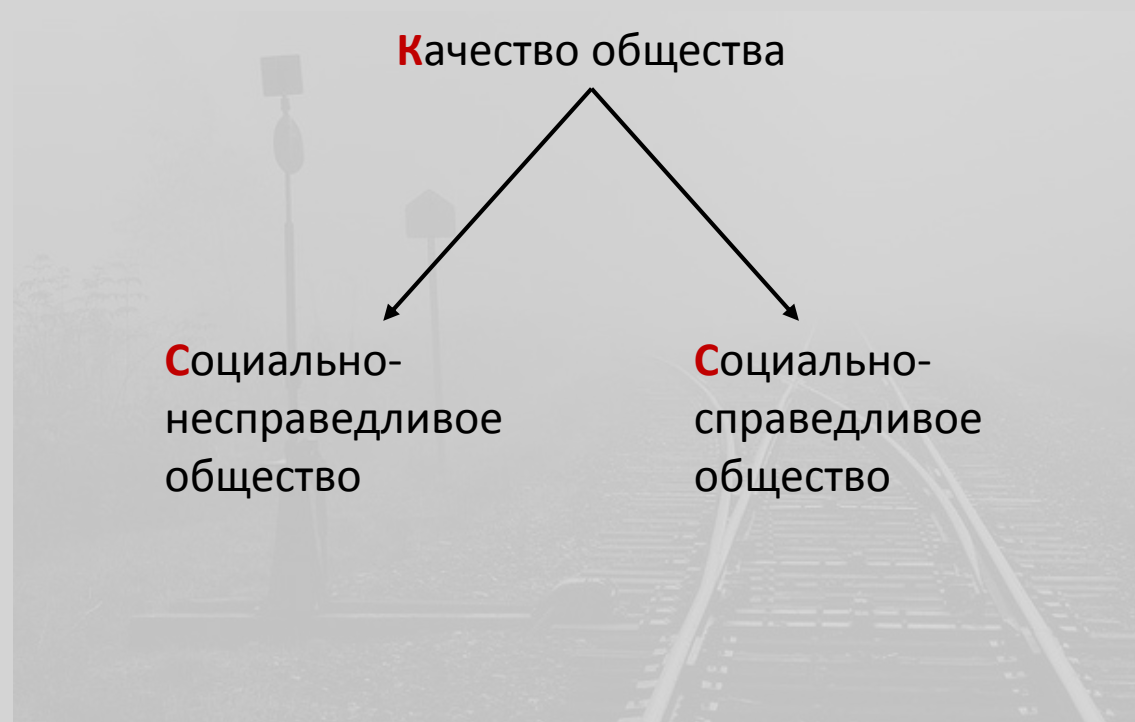 Качество общества
Социально-
несправедливое
общество
Социально-
справедливое
общество